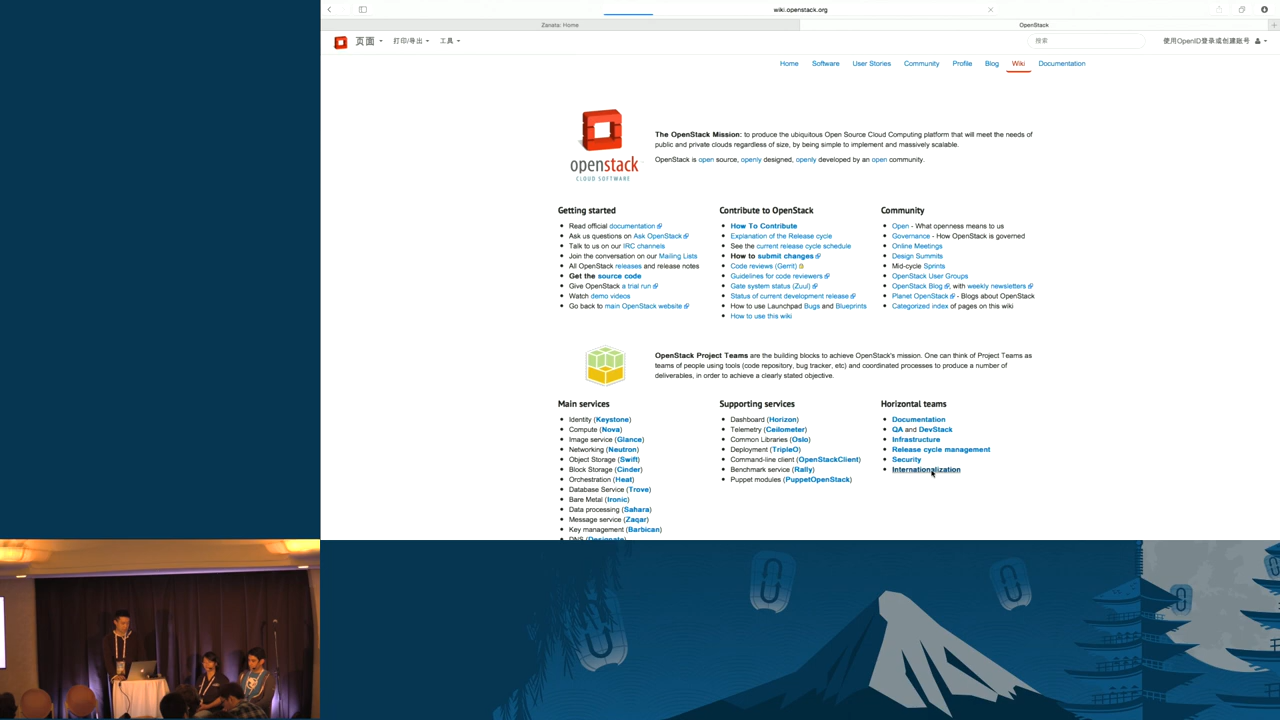 wiki.openstack.org
Zanata: Home
OpenStack
页面
打印/导出
工具
搜索
使用OpenID登录或创建账号
Home
Software
User Stories
Community
Profile
Blog
Wiki
Documentation
openstack
CLOUD SOFTWARE
The OpenStack Mission: to produce the ubiquitous Open Source Cloud Computing platform that will meet the needs of
public and private clouds regardless of size, by being simple to implement and massively scalable.
OpenStack is open source, openly designed, openly developed by an open community.
Getting started
Read official documentation
Ask us questions on Ask OpenStack
Talk to us on our IRC channels
Join the conversation on our Mailing Lists
All OpenStack releases and release notes
Get the source code
Give OpenStack a trial run
Watch demo videos
Go back to main OpenStack website
Contribute to OpenStack
How To Contribute
Explanation of the Release cycle
See the current release cycle schedule
How to submit changes
Code reviews (Gerrit)
Guidelines for code reviewers
Gate system status (Zuul)
Status of current development release
How to use Launchpad Bugs and Blueprints
How to use this wiki
Community
Open - What openness means to us
Governance - How OpenStack is governed
Online Meetings
Design Summits
Mid-cycle Sprints
OpenStack User Groups
OpenStack Blog, with weekly newsletters
Planet OpenStack - Blogs about OpenStack
Categorized index of pages on this wiki
OpenStack Project Teams are the building blocks to achieve OpenStack's mission. One can think of Project Teams as
teams of people using tools (code repository, bug tracker, etc) and coordinated processes to produce a number of
deliverables, in order to achieve a clearly stated objective.
Main services
Identity (Keystone)
Compute (Nova)
Image service (Glance)
Networking (Neutron)
Object Storage (Swift)
Block Storage (Cinder)
Orchestration (Heat)
Database Service (Trove)
Bare Metal (Ironic)
Data processing (Sahara)
Message service (Zaqar)
Key management (Barbican)
DNS (Designate)
Supporting services
Dashboard (Horizon)
Telemetry (Ceilometer)
Common Libraries (Oslo)
Deployment (TripleO)
Command-line client (OpenStackClient)
Benchmark service (Rally)
Puppet modules (PuppetOpenStack)
Horizontal teams
Documentation
QA and DevStack
Infrastructure
Release cycle management
Security
Internationalization